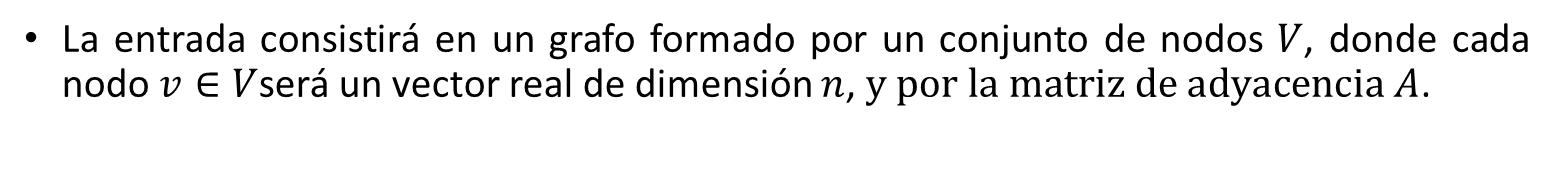 • La entrada consistirá en un grafo formado por un conjunto de nodos 𝑉, donde cada
nodo 𝑣 ∈ 𝑉será un vector real de dimensión 𝑛, y por la matriz de adyacencia 𝐴.